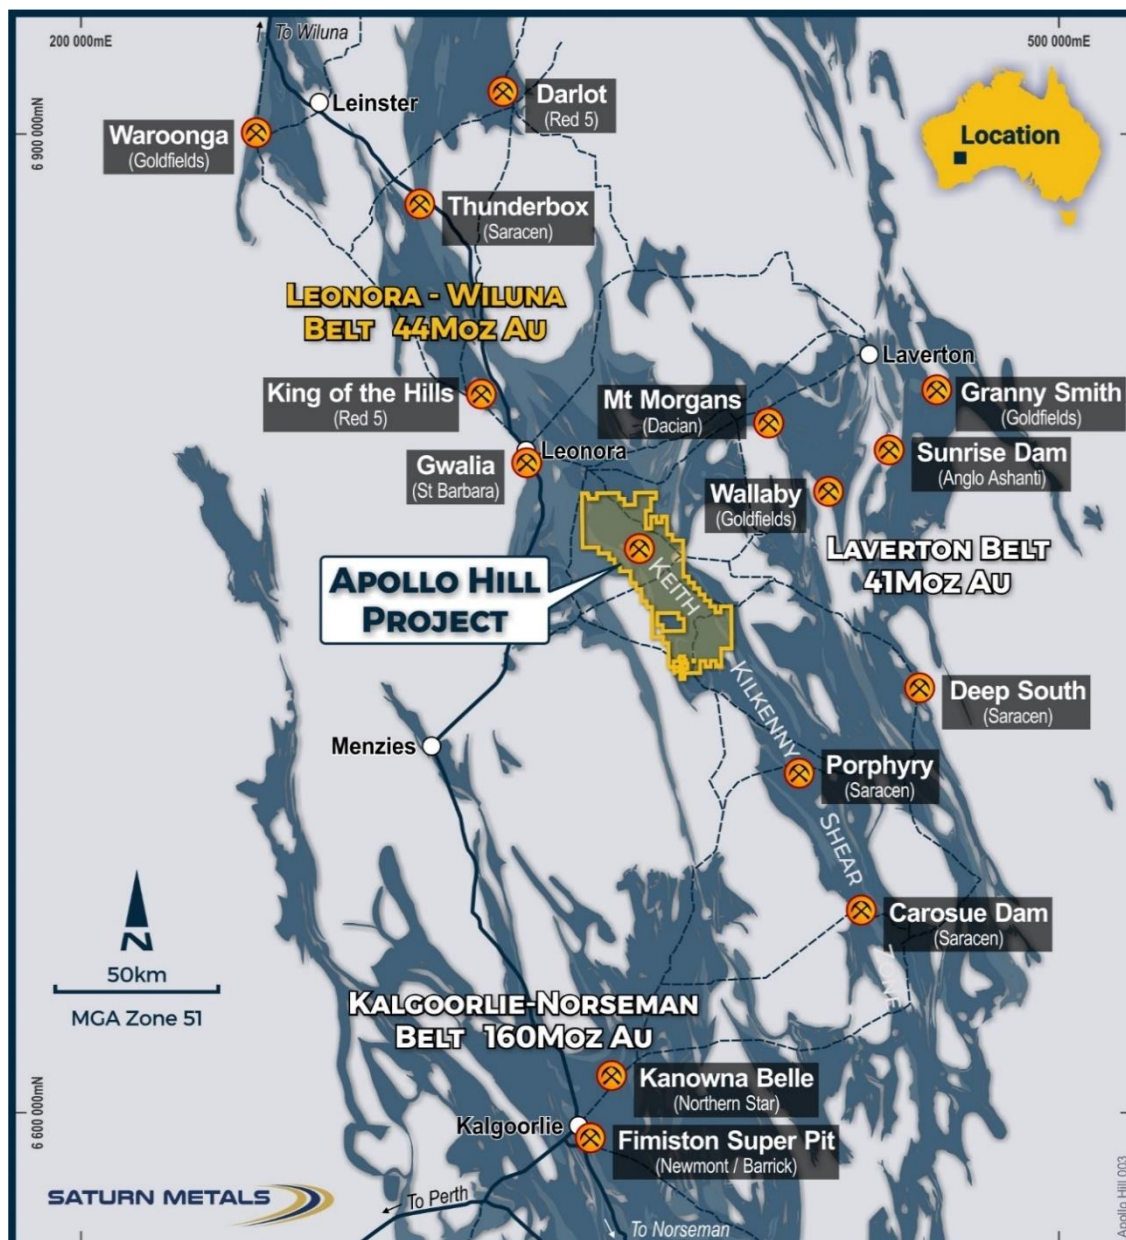 200 000mE
500 000mE
To Wiluna
Leinster
Darlot
(Red 5)
6 900 000mN
Waroonga
(Goldfields)
Location
Thunderbox
(Saracen)
LEONORA - WILUNA
BELT 44MOZ AU
Laverton
King of the Hills
(Red 5)
Mt Morgans
(Dacian)
Granny Smith
(Goldfields)
Leonora
Gwalia
(St Barbara)
Sunrise Dam
(Anglo Ashanti)
Wallaby
(Goldfields)
LAVERTON BELT
41MOZ AU
APOLLO HILL
PROJECT
KEITH
KILKENNY
SHEAR
ZONE
Deep South
(Saracen)
Menzies
Porphyry
(Saracen)
Carosue Dam
(Saracen)
N
50km
MGA Zone 51
KALGOORLIE-NORSEMAN
BELT 160MOZ AU
Kanowna Belle
(Northern Star)
6 600 000mN
Kalgoorlie
Fimiston Super Pit
(Newmont / Barrick)
SATURN METALS
To Perth
To Norseman
Apollo Hill 003